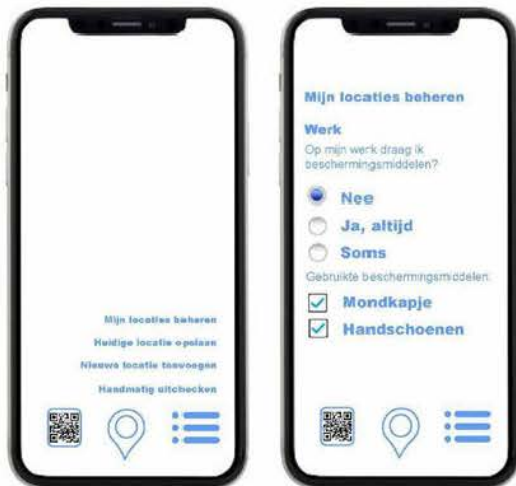 Mijn locaties beheren
Huidige locatie opslaan
Nieuwe locatie toevoegen
Handmatig uitchecken
Mijn locaties beheren
Werk
Op mijn werk draag ik
beschermingsmiddelen?
Nee
Ja, altijd
Soms
Gebruikte beschermingsmiddelen:
Mondkapje
Handschoenen